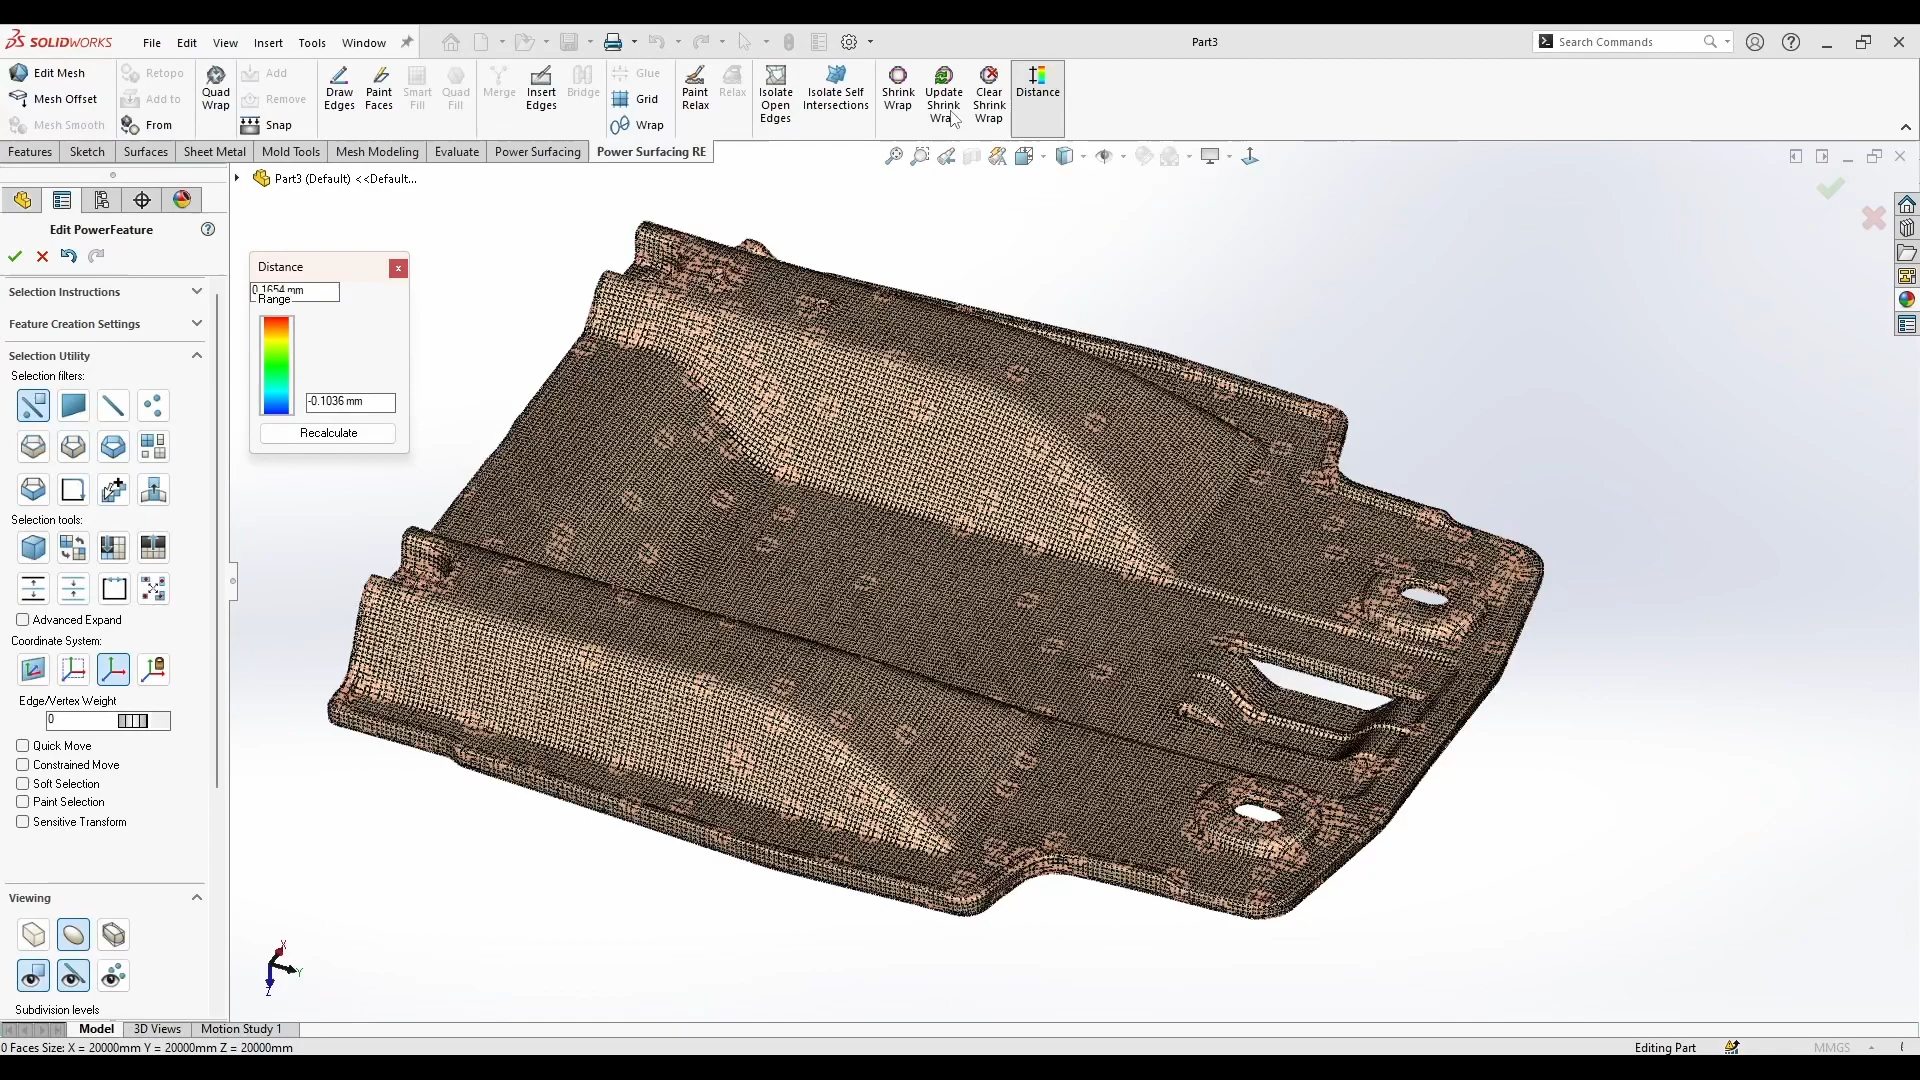 SOLIDWORKS File Edit View Insert Tools Window Part3 Search Commands
Edit Mesh Mesh Offset Mesh Smooth
Retopo Add to From
Quad Wrap
Add Remove Snap
Draw Edges
Paint Faces
Smart Fill
Quad Fill
Merge
Insert Edges
Bridge
Glue Grid Wrap
Paint Relax
Relax
Isolate Open Edges
Isolate Self Intersections
Shrink Wrap
Update Shrink Wrap
Clear Shrink Wrap
Distance
Features Sketch Surfaces Sheet Metal Mold Tools Mesh Modeling Evaluate Power Surfacing Power Surfacing RE
Part3 (Default) <<Default...
Edit PowerFeature
Selection Instructions
Feature Creation Settings
Selection Utility
Selection filters:
Selection tools:
Advanced Expand
Coordinate System:
Edge/Vertex Weight
0
Quick Move
Constrained Move
Soft Selection
Paint Selection
Sensitive Transform
Viewing
Subdivision levels
Distance x
0.1654 mm
Range
-0.1036 mm
Recalculate
X
Y
Z
Model 3D Views Motion Study 1
0 Faces Size: X = 20000mm Y = 20000mm Z = 20000mm Editing Part MMGS